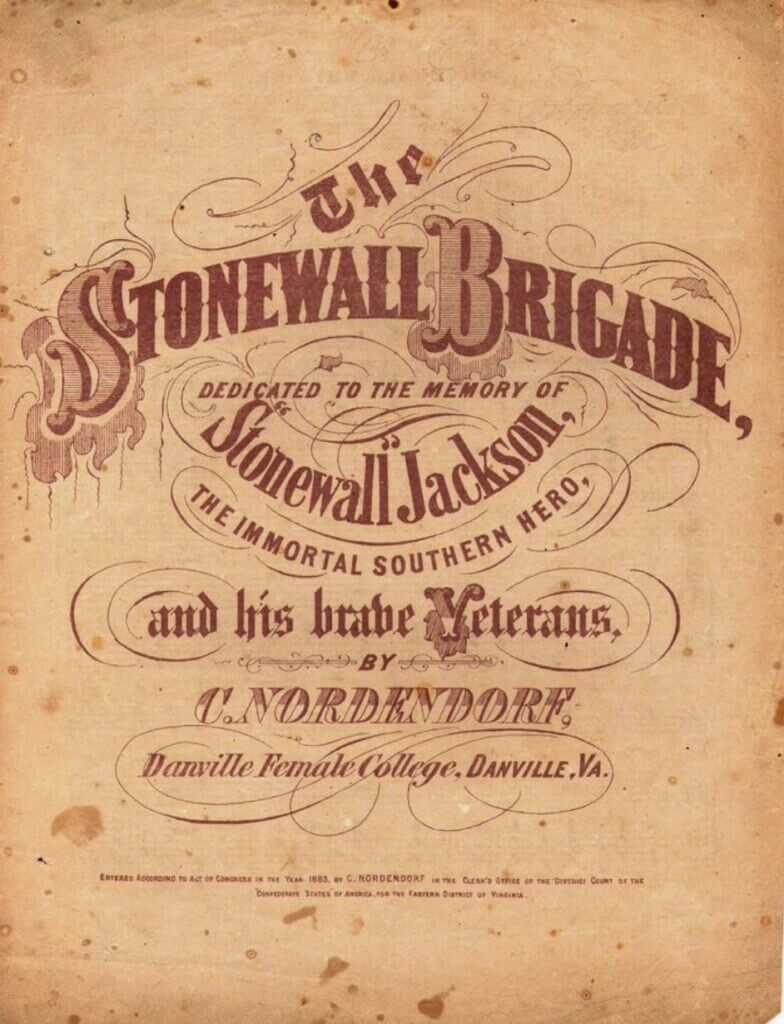 The
STONEWALL BRIGADE,
DEDICATED TO THE MEMORY OF
"Stonewall" Jackson,
THE IMMORTAL SOUTHERN HERO,
and his brave Veterans,
BY
C. NORDENDORF,
Danville Female College, DANVILLE, VA.
ENTERED ACCORDING TO ACT OF CONGRESS IN THE YEAR 1863, BY C. NORDENDORF IN THE CLERK'S OFFICE OF THE DISTRICT COURT OF THE
CONFEDERATE STATES OF AMERICA, FOR THE EASTERN DISTRICT OF VIRGINIA.